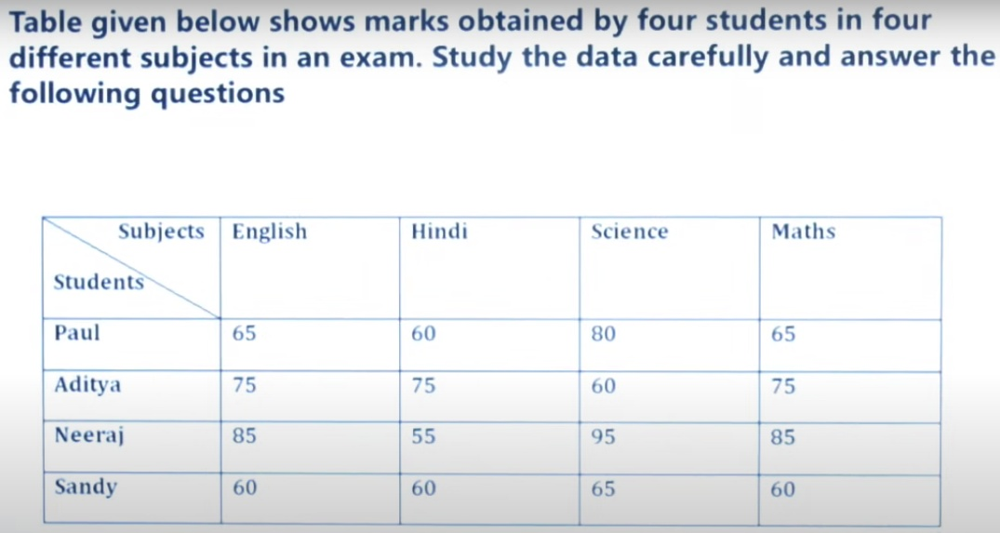 Table given below shows marks obtained by four students in four
different subjects in an exam. Study the data carefully and answer the
following questions
Subjects English Hindi Science Maths
Students
Paul 65 60 80 65
Aditya 75 75 60 75
Neeraj 85 55 95 85
Sandy 60 60 65 60